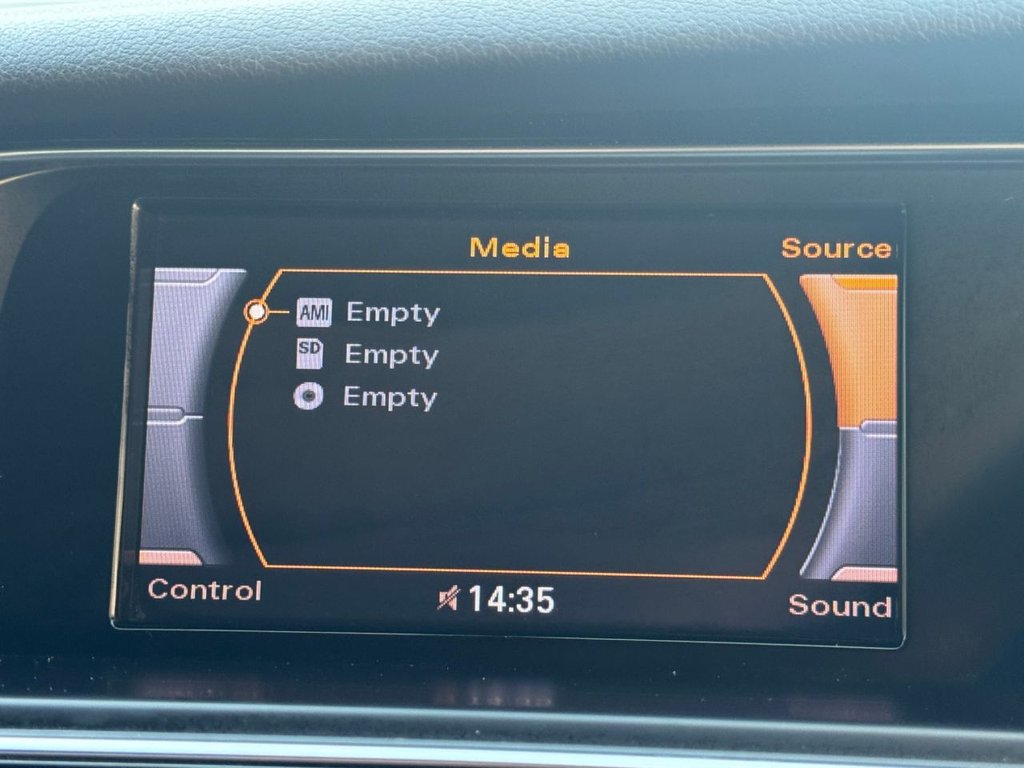 Media
Source
AMI Empty
SD Empty
Empty
Control
14:35
Sound